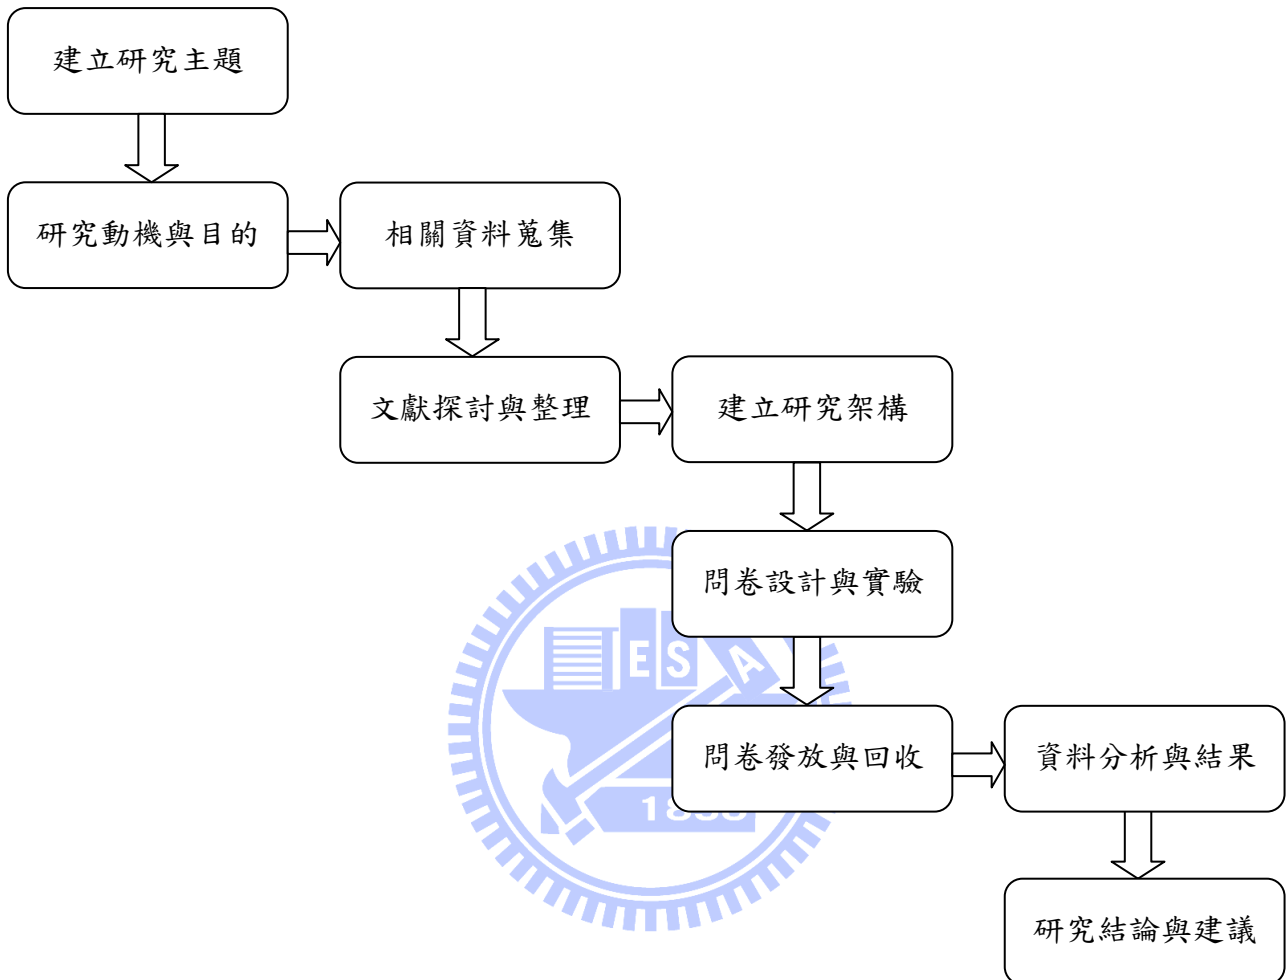 建立研究主題
研究動機與目的
相關資料蒐集
文獻探討與整理
建立研究架構
問卷設計與實驗
E S A
問卷發放與回收
資料分析與結果
研究結論與建議